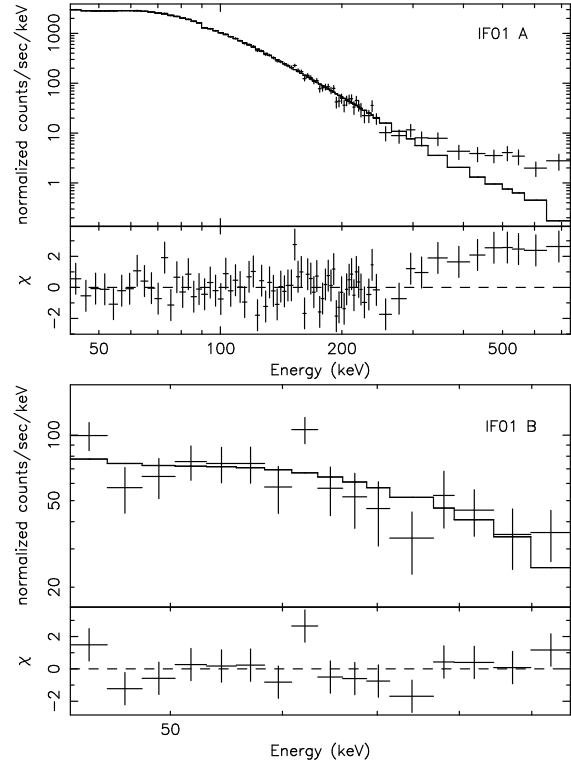 IF01 A
normalized counts/sec/keV
1000
100
10
1
χ
2
0
−2
50 100 200 500
Energy (keV)
IF01 B
normalized counts/sec/keV
100
50
20
χ
2
0
−2
50
Energy (keV)